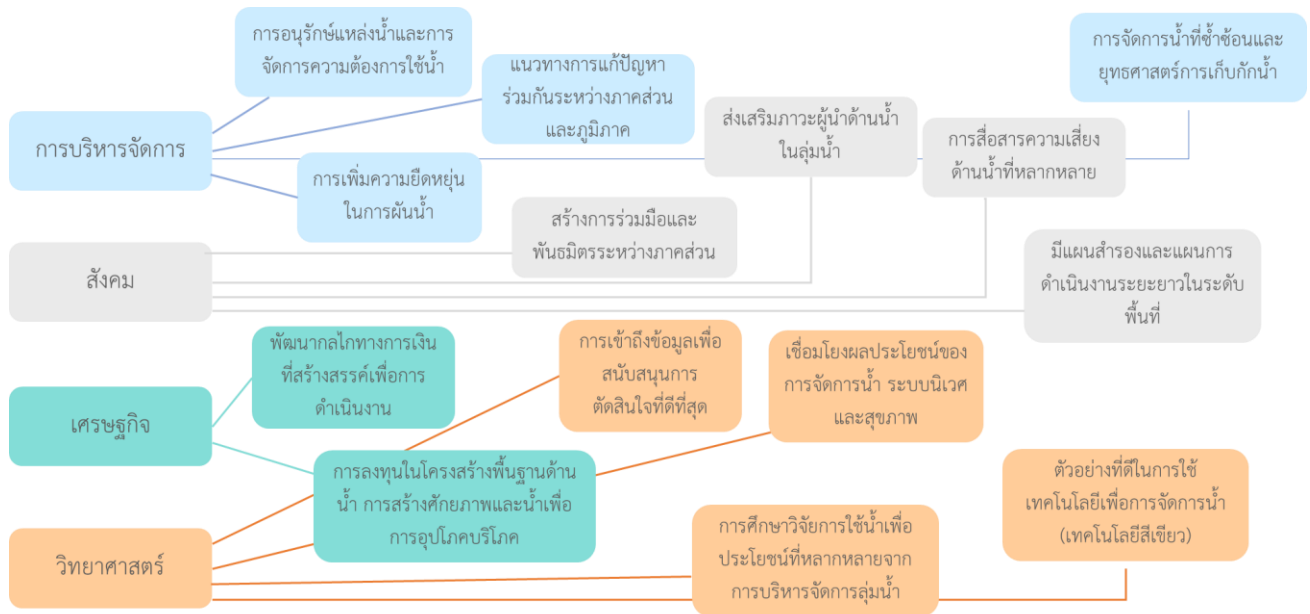 การอนุรักษ์แหล่งน้ำและการ
จัดการความต้องการใช้น้ำ
แนวทางการแก้ปัญหา
ร่วมกันระหว่างภาคส่วน
และภูมิภาค
การจัดการน้ำที่ซ้ำซ้อนและ
ยุทธศาสตร์การเก็บกักน้ำ
การบริหารจัดการ
ส่งเสริมภาวะผู้นำด้านน้ำ
ในลุ่มน้ำ
การสื่อสารความเสี่ยง
ด้านน้ำที่หลากหลาย
การเพิ่มความยืดหยุ่น
ในการผันน้ำ
สร้างการร่วมมือและ
พันธมิตรระหว่างภาคส่วน
สังคม
มีแผนสำรองและแผนการ
ดำเนินงานระยะยาวในระดับ
พื้นที่
พัฒนากลไกทางการเงิน
ที่สร้างสรรค์เพื่อการ
ดำเนินงาน
การเข้าถึงข้อมูลเพื่อ
สนับสนุนการ
ตัดสินใจที่ดีที่สุด
เชื่อมโยงผลประโยชน์ของ
การจัดการน้ำ ระบบนิเวศ
และสุขภาพ
เศรษฐกิจ
การลงทุนในโครงสร้างพื้นฐานด้าน
น้ำ การสร้างศักยภาพและน้ำเพื่อ
การอุปโภคบริโภค
ตัวอย่างที่ดีในการใช้
เทคโนโลยีเพื่อการจัดการน้ำ
(เทคโนโลยีสีเขียว)
วิทยาศาสตร์
การศึกษาวิจัยการใช้น้ำเพื่อ
ประโยชน์ที่หลากหลายจาก
การบริหารจัดการลุ่มน้ำ